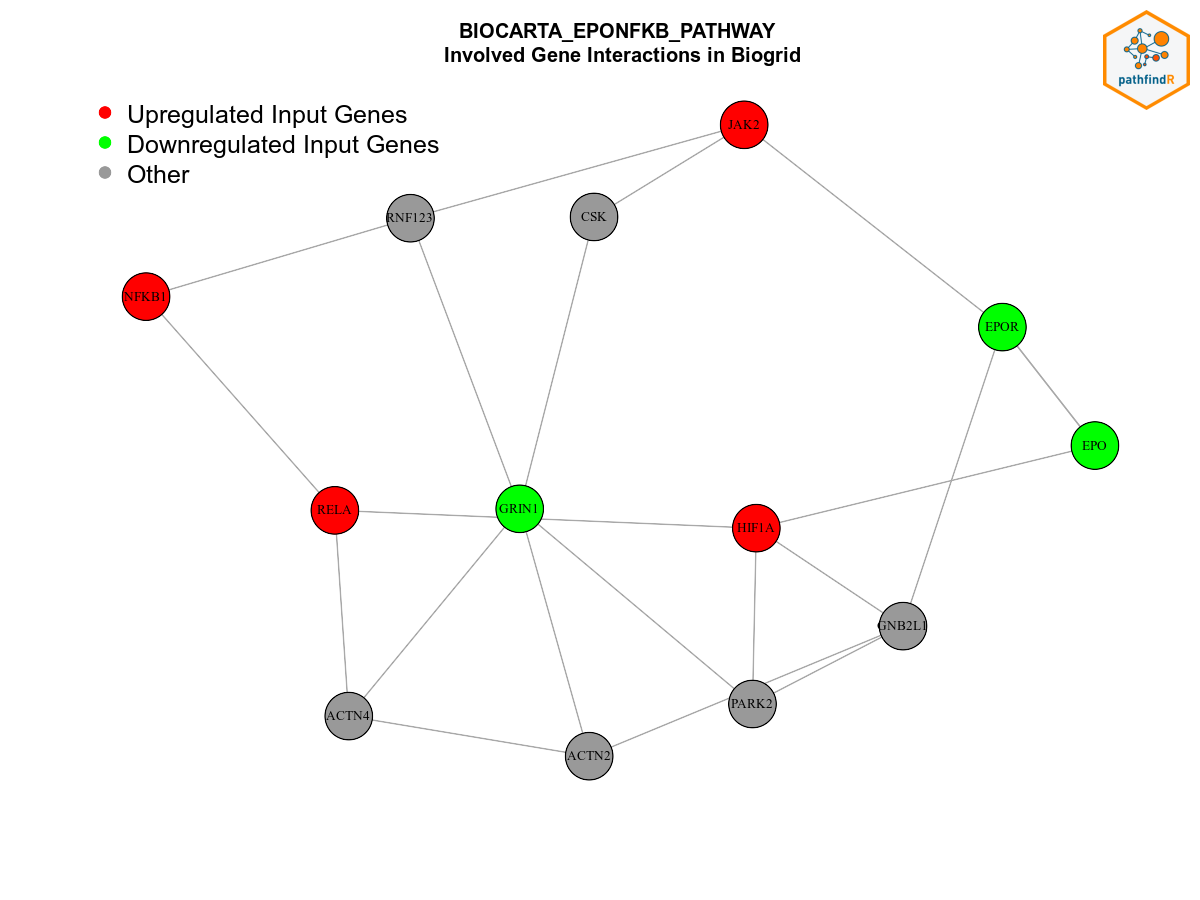 BIOCARTA_EPONFKB_PATHWAY
Involved Gene Interactions in Biogrid
pathfindR
Upregulated Input Genes
Downregulated Input Genes
Other
JAK2
RNF123
CSK
NFKB1
EPOR
EPO
RELA
GRIN1
HIF1A
GNB2L1
PARK2
ACTN4
ACTN2